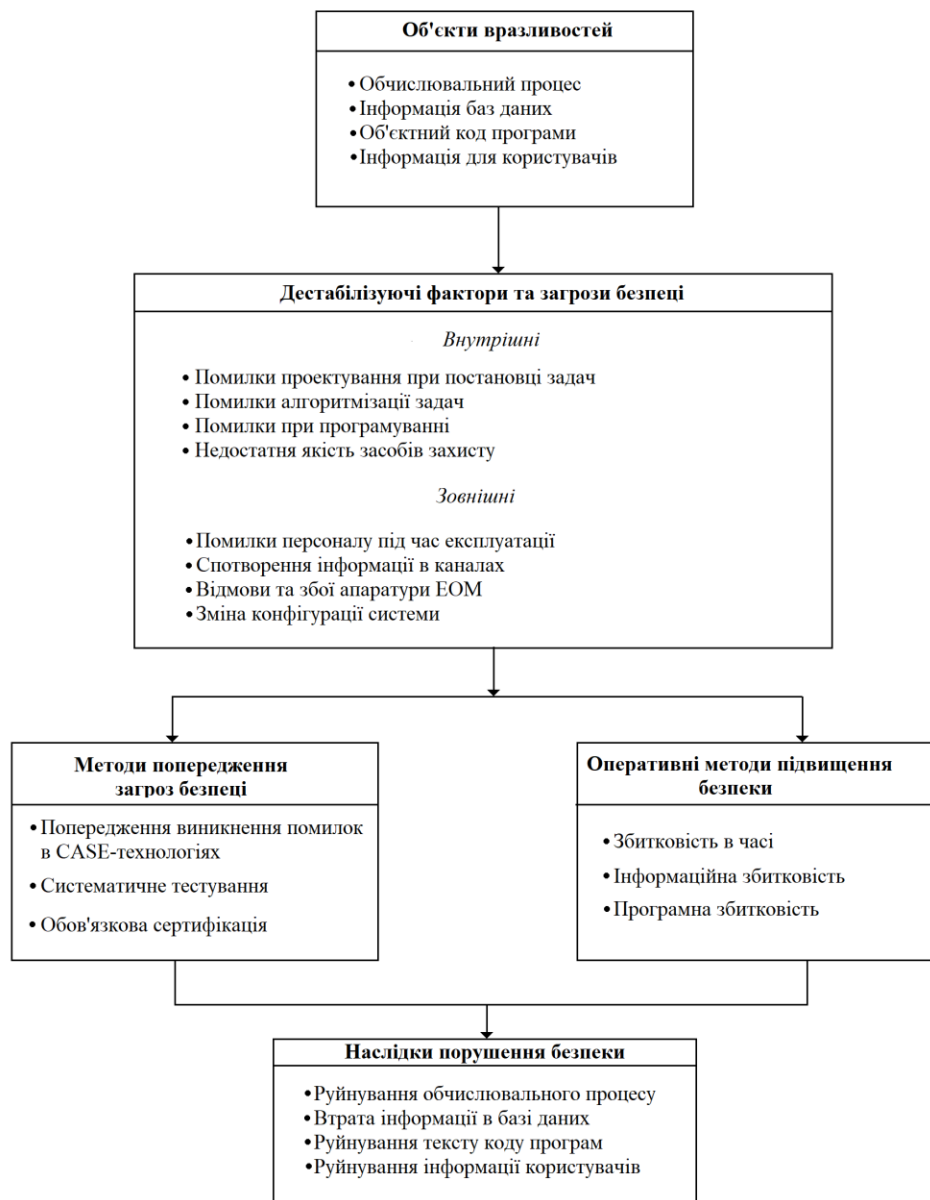 Об'єкти вразливостей
• Обчислювальний процес
• Інформація баз даних
• Об'єктний код програми
• Інформація для користувачів
Дестабілізуючі фактори та загрози безпеці
Внутрішні
• Помилки проектування при постановці задач
• Помилки алгоритмізації задач
• Помилки при програмуванні
• Недостатня якість засобів захисту
Зовнішні
• Помилки персоналу під час експлуатації
• Спотворення інформації в каналах
• Відмови та збої апаратури ЕОМ
• Зміна конфігурації системи
Методи попередження
загроз безпеці
• Попередження виникнення помилок
в CASE-технологіях
• Систематичне тестування
• Обов'язкова сертифікація
Оперативні методи підвищення
безпеки
• Збитковість в часі
• Інформаційна збитковість
• Програмна збитковість
Наслідки порушення безпеки
• Руйнування обчислювального процесу
• Втрата інформації в базі даних
• Руйнування тексту коду програм
• Руйнування інформації користувачів